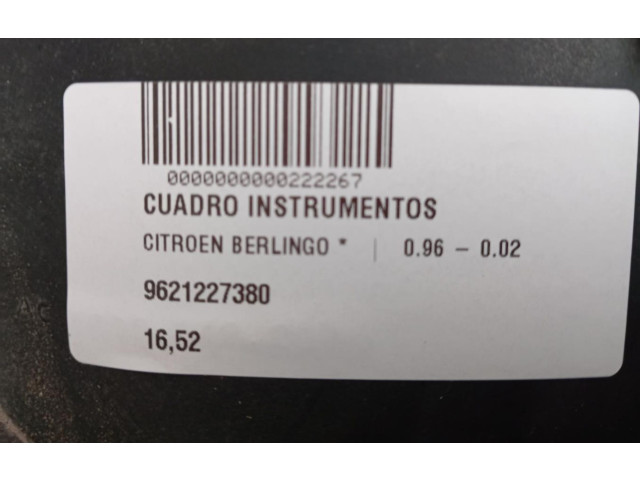 0000000000222267
CUADRO INSTRUMENTOS
CITROEN BERLINGO * | 0.96 – 0.02
9621227380
16,52